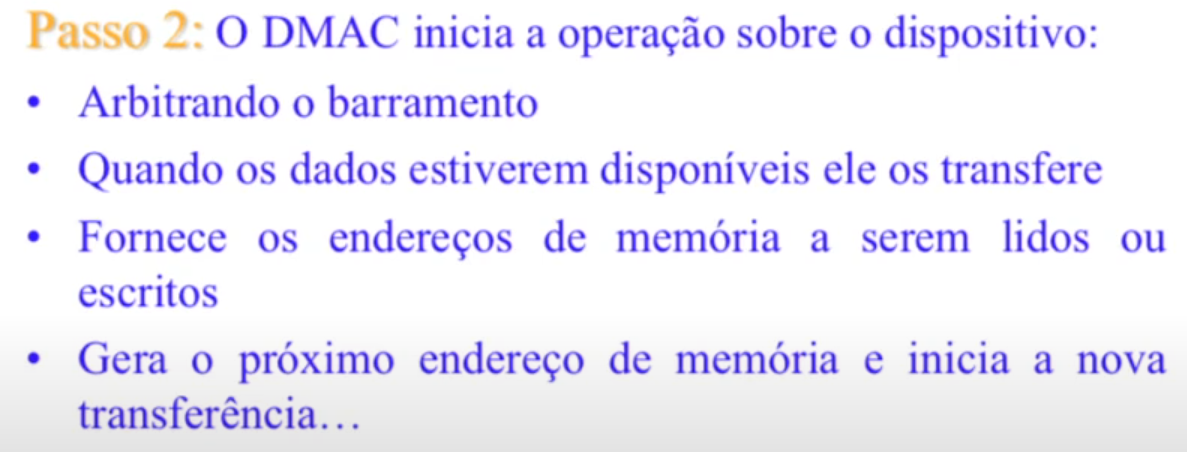 Passo 2: O DMAC inicia a operação sobre o dispositivo:
• Arbitrando o barramento
• Quando os dados estiverem disponíveis ele os transfere
• Fornece os endereços de memória a serem lidos ou
escritos
• Gera o próximo endereço de memória e inicia a nova
transferência…